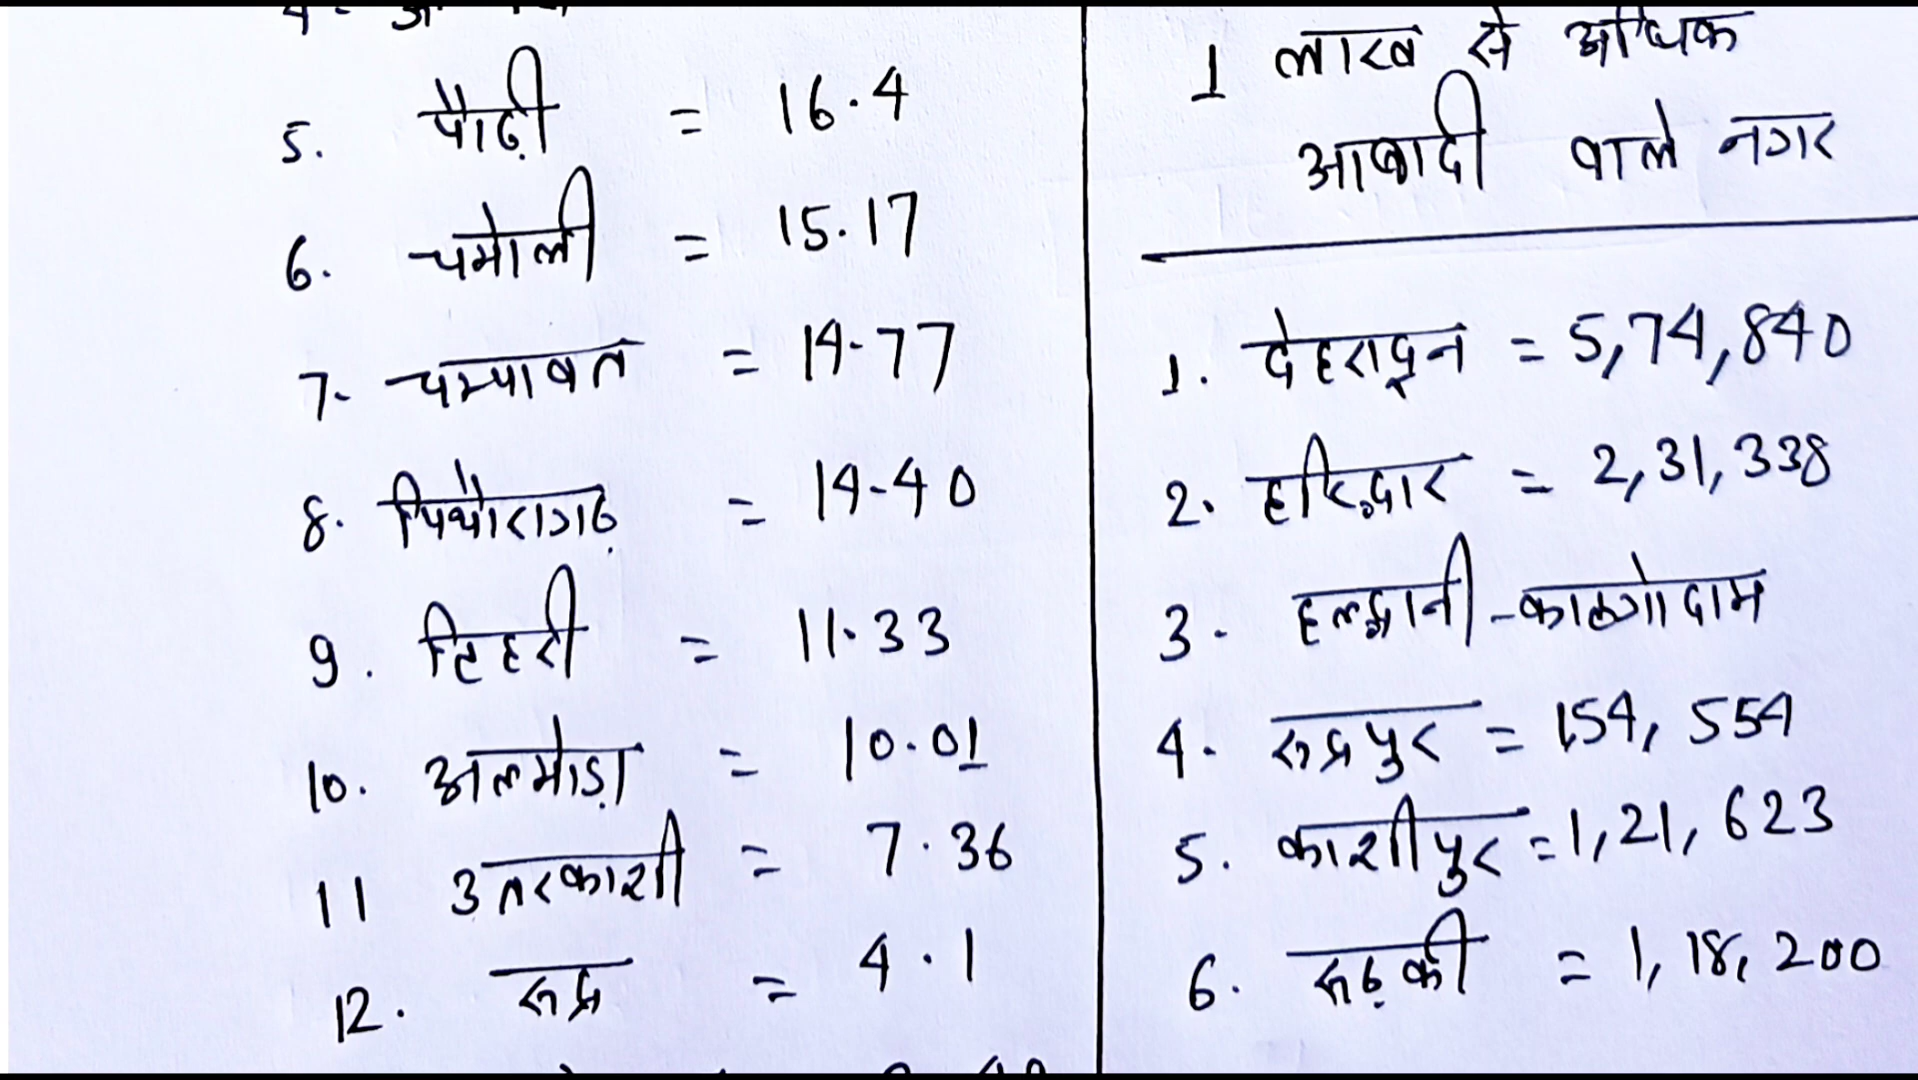 5. पौढ़ी = 16.4
6. चमोली = 15.17
7. चम्पावत = 14.77
8. पिथौरागढ़ = 14.40
9. टिहरी = 11.33
10. अलमोड़ा = 10.01
11 उतरकाशी = 7.36
12. रुद्र = 4.1
1 लाख से अधिक
आबादी वाले नगर
1. देहरादून = 5,74,840
2. हरिद्वार = 2,31,338
3. हल्द्वानी-काठगोदाम
4. रुद्रपुर = 154,554
5. काशीपुर = 1,21,623
6. रुढ़की = 1,18,200